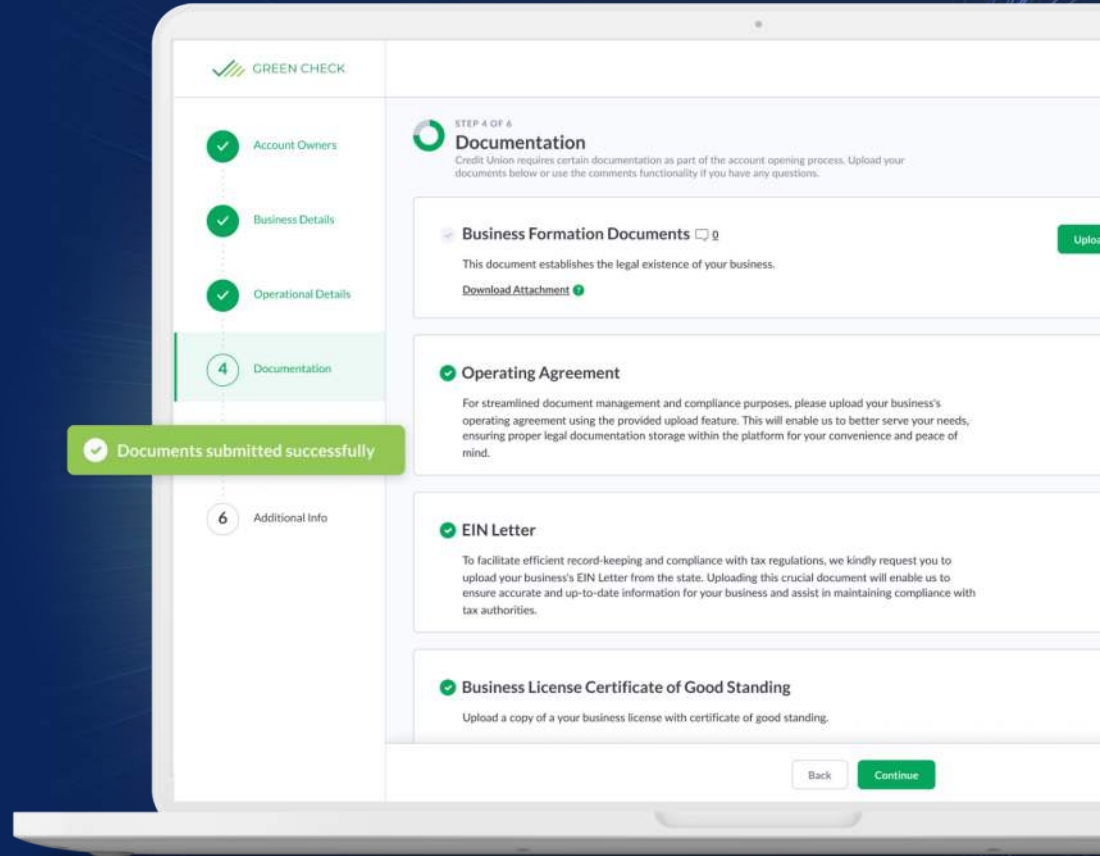 GREEN CHECK
Account Owners
Business Details
Operational Details
4 Documentation
Documents submitted successfully
6 Additional Info
STEP 4 OF 6
Documentation
Credit Union requires certain documentation as part of the account opening process. Upload your
documents below or use the comments functionality if you have any questions.
Business Formation Documents 0
Uploa
This document establishes the legal existence of your business.
Download Attachment ?
Operating Agreement
For streamlined document management and compliance purposes, please upload your business's
operating agreement using the provided upload feature. This will enable us to better serve your needs,
ensuring proper legal documentation storage within the platform for your convenience and peace of
mind.
EIN Letter
To facilitate efficient record-keeping and compliance with tax regulations, we kindly request you to
upload your business's EIN Letter from the state. Uploading this crucial document will enable us to
ensure accurate and up-to-date information for your business and assist in maintaining compliance with
tax authorities.
Business License Certificate of Good Standing
Upload a copy of a your business license with certificate of good standing.
Back
Continue